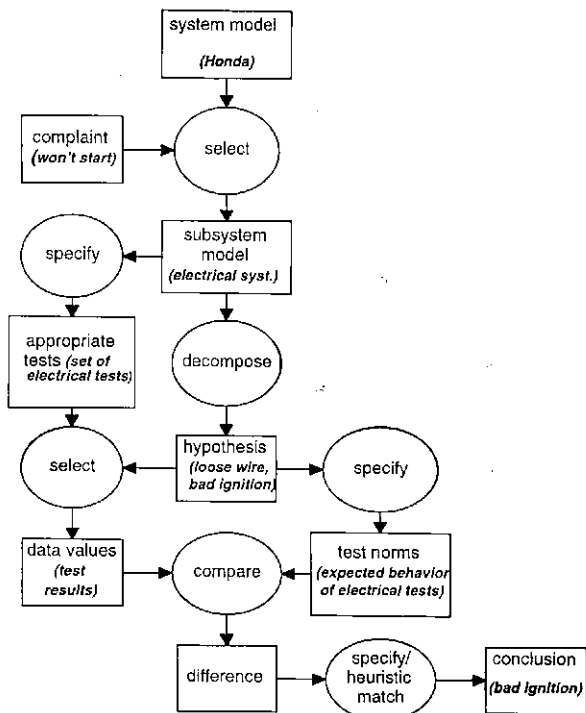 system model
(Honda)
complaint
(won't start)
select
specify
subsystem
model
(electrical syst.)
appropriate
tests (set of
electrical tests)
decompose
select
hypothesis
(loose wire,
bad ignition)
specify
data values
(test
results)
compare
test norms
(expected behavior
of electrical tests)
difference
specify/
heuristic
match
conclusion
(bad ignition)